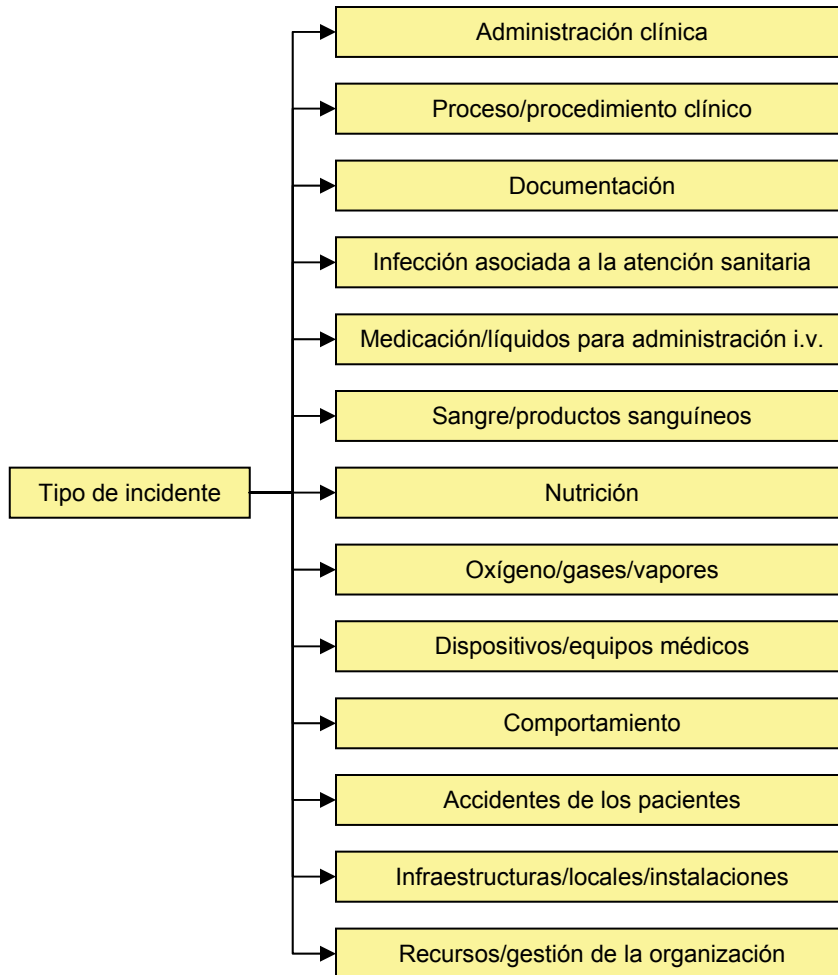 Administración clínica
Proceso/procedimiento clínico
Documentación
Infección asociada a la atención sanitaria
Medicación/líquidos para administración i.v.
Sangre/productos sanguíneos
Tipo de incidente
Nutrición
Oxígeno/gases/vapores
Dispositivos/equipos médicos
Comportamiento
Accidentes de los pacientes
Infraestructuras/locales/instalaciones
Recursos/gestión de la organización